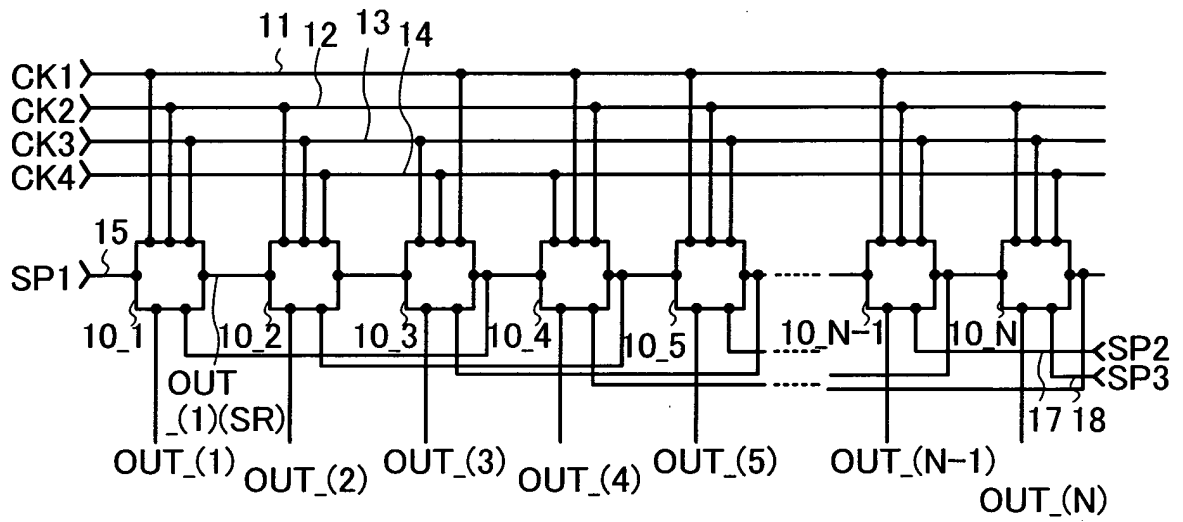 11
12
13
14
CK1
CK2
CK3
CK4
15
SP1
10_1
10_2
10_3
10_4
10_5
10_N-1
10_N
SP2
SP3
17
18
OUT
_(1)(SR)
OUT_(1)
OUT_(2)
OUT_(3)
OUT_(4)
OUT_(5)
OUT_(N-1)
OUT_(N)